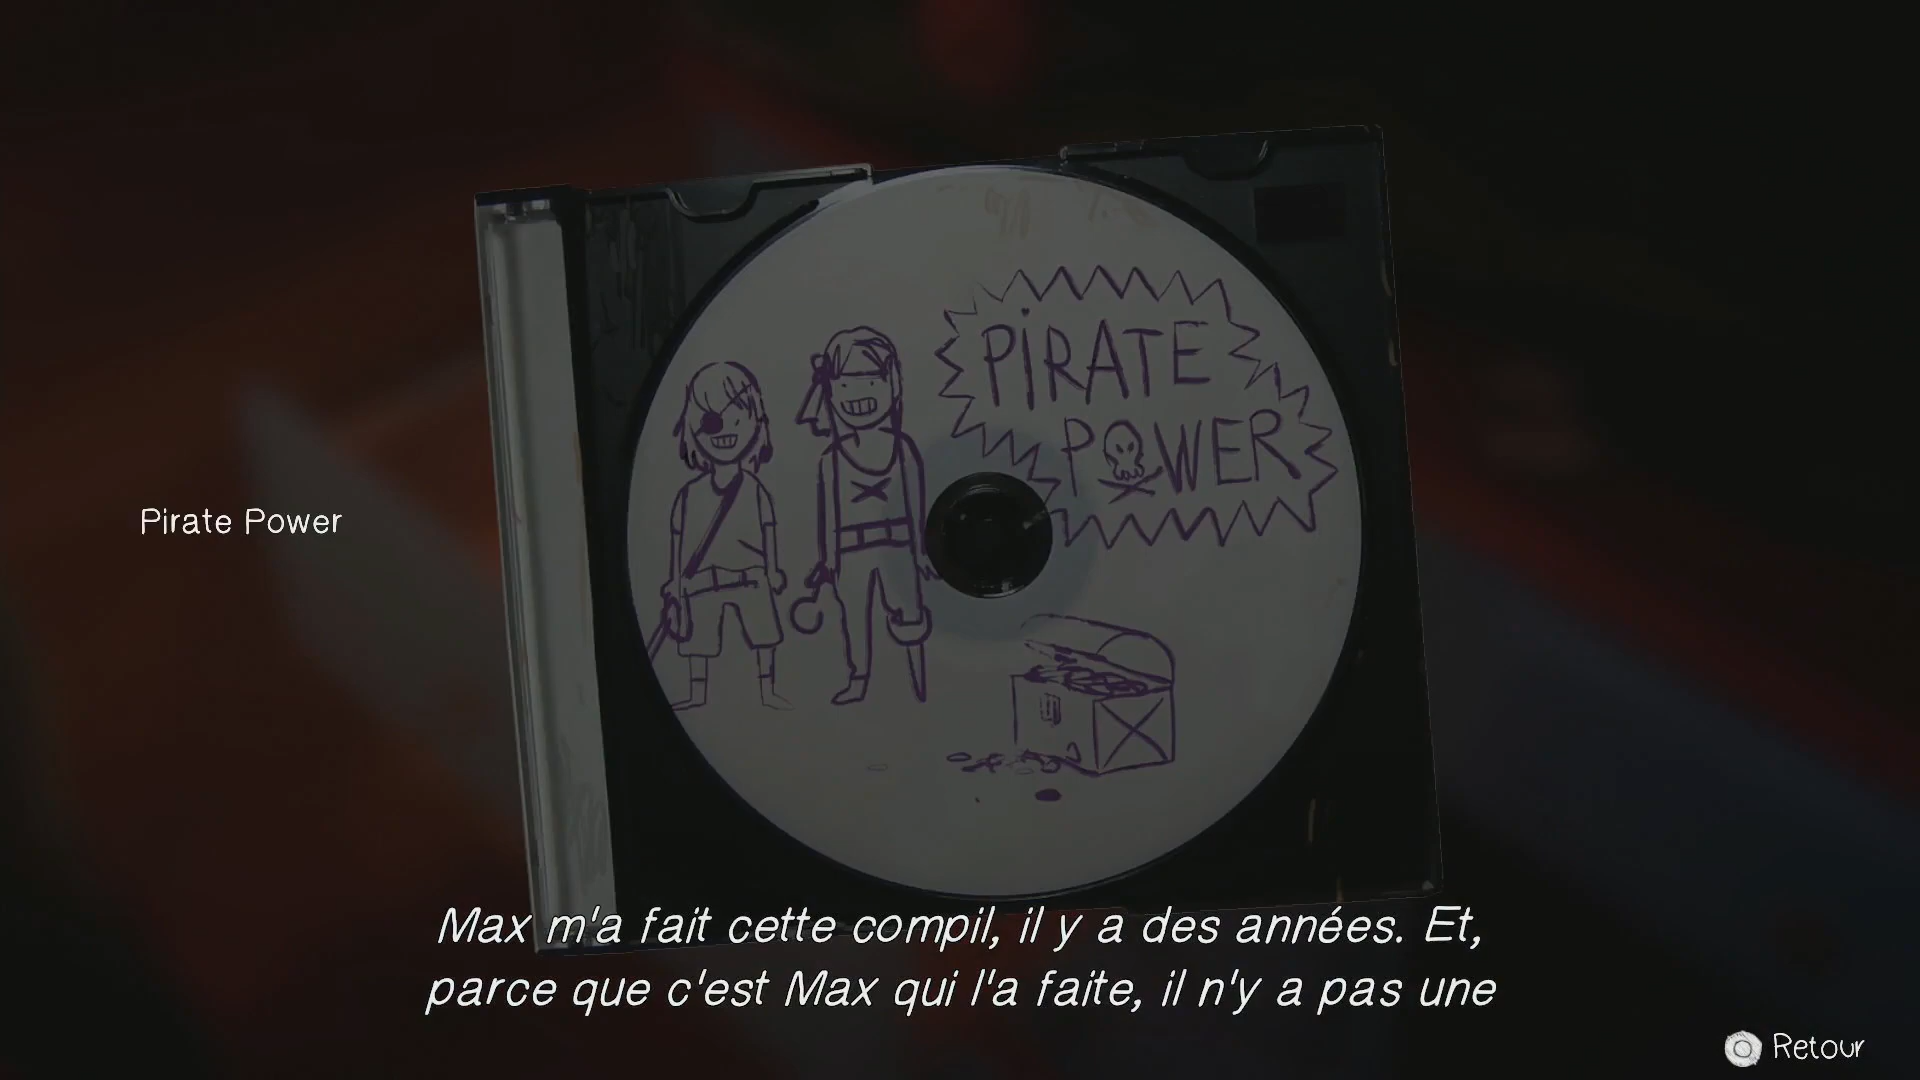 PiRATE
POWER
Pirate Power
Max m'a fait cette compil, il y a des années. Et,
parce que c'est Max qui l'a faite, il n'y a pas une
Retour